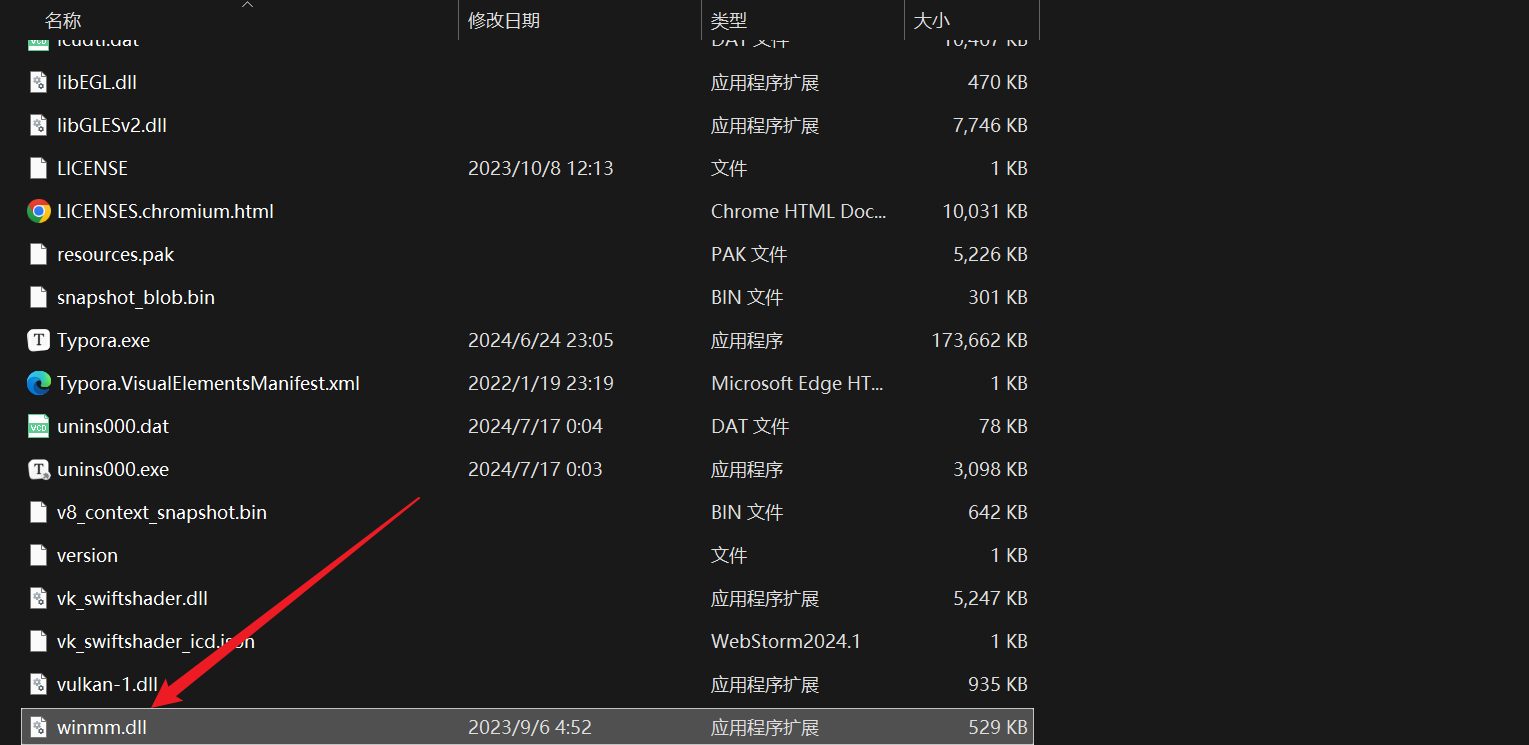 名称 修改日期 类型 大小
icudtl.dat DAT 文件 10,467 KB
libEGL.dll 应用程序扩展 470 KB
libGLESv2.dll 应用程序扩展 7,746 KB
LICENSE 2023/10/8 12:13 文件 1 KB
LICENSES.chromium.html Chrome HTML Doc... 10,031 KB
resources.pak PAK 文件 5,226 KB
snapshot_blob.bin BIN 文件 301 KB
T Typora.exe 2024/6/24 23:05 应用程序 173,662 KB
Typora.VisualElementsManifest.xml 2022/1/19 23:19 Microsoft Edge HT... 1 KB
VCD unins000.dat 2024/7/17 0:04 DAT 文件 78 KB
T unins000.exe 2024/7/17 0:03 应用程序 3,098 KB
v8_context_snapshot.bin BIN 文件 642 KB
version 文件 1 KB
vk_swiftshader.dll 应用程序扩展 5,247 KB
vk_swiftshader_icd.json WebStorm2024.1 1 KB
vulkan-1.dll 应用程序扩展 935 KB
winmm.dll 2023/9/6 4:52 应用程序扩展 529 KB